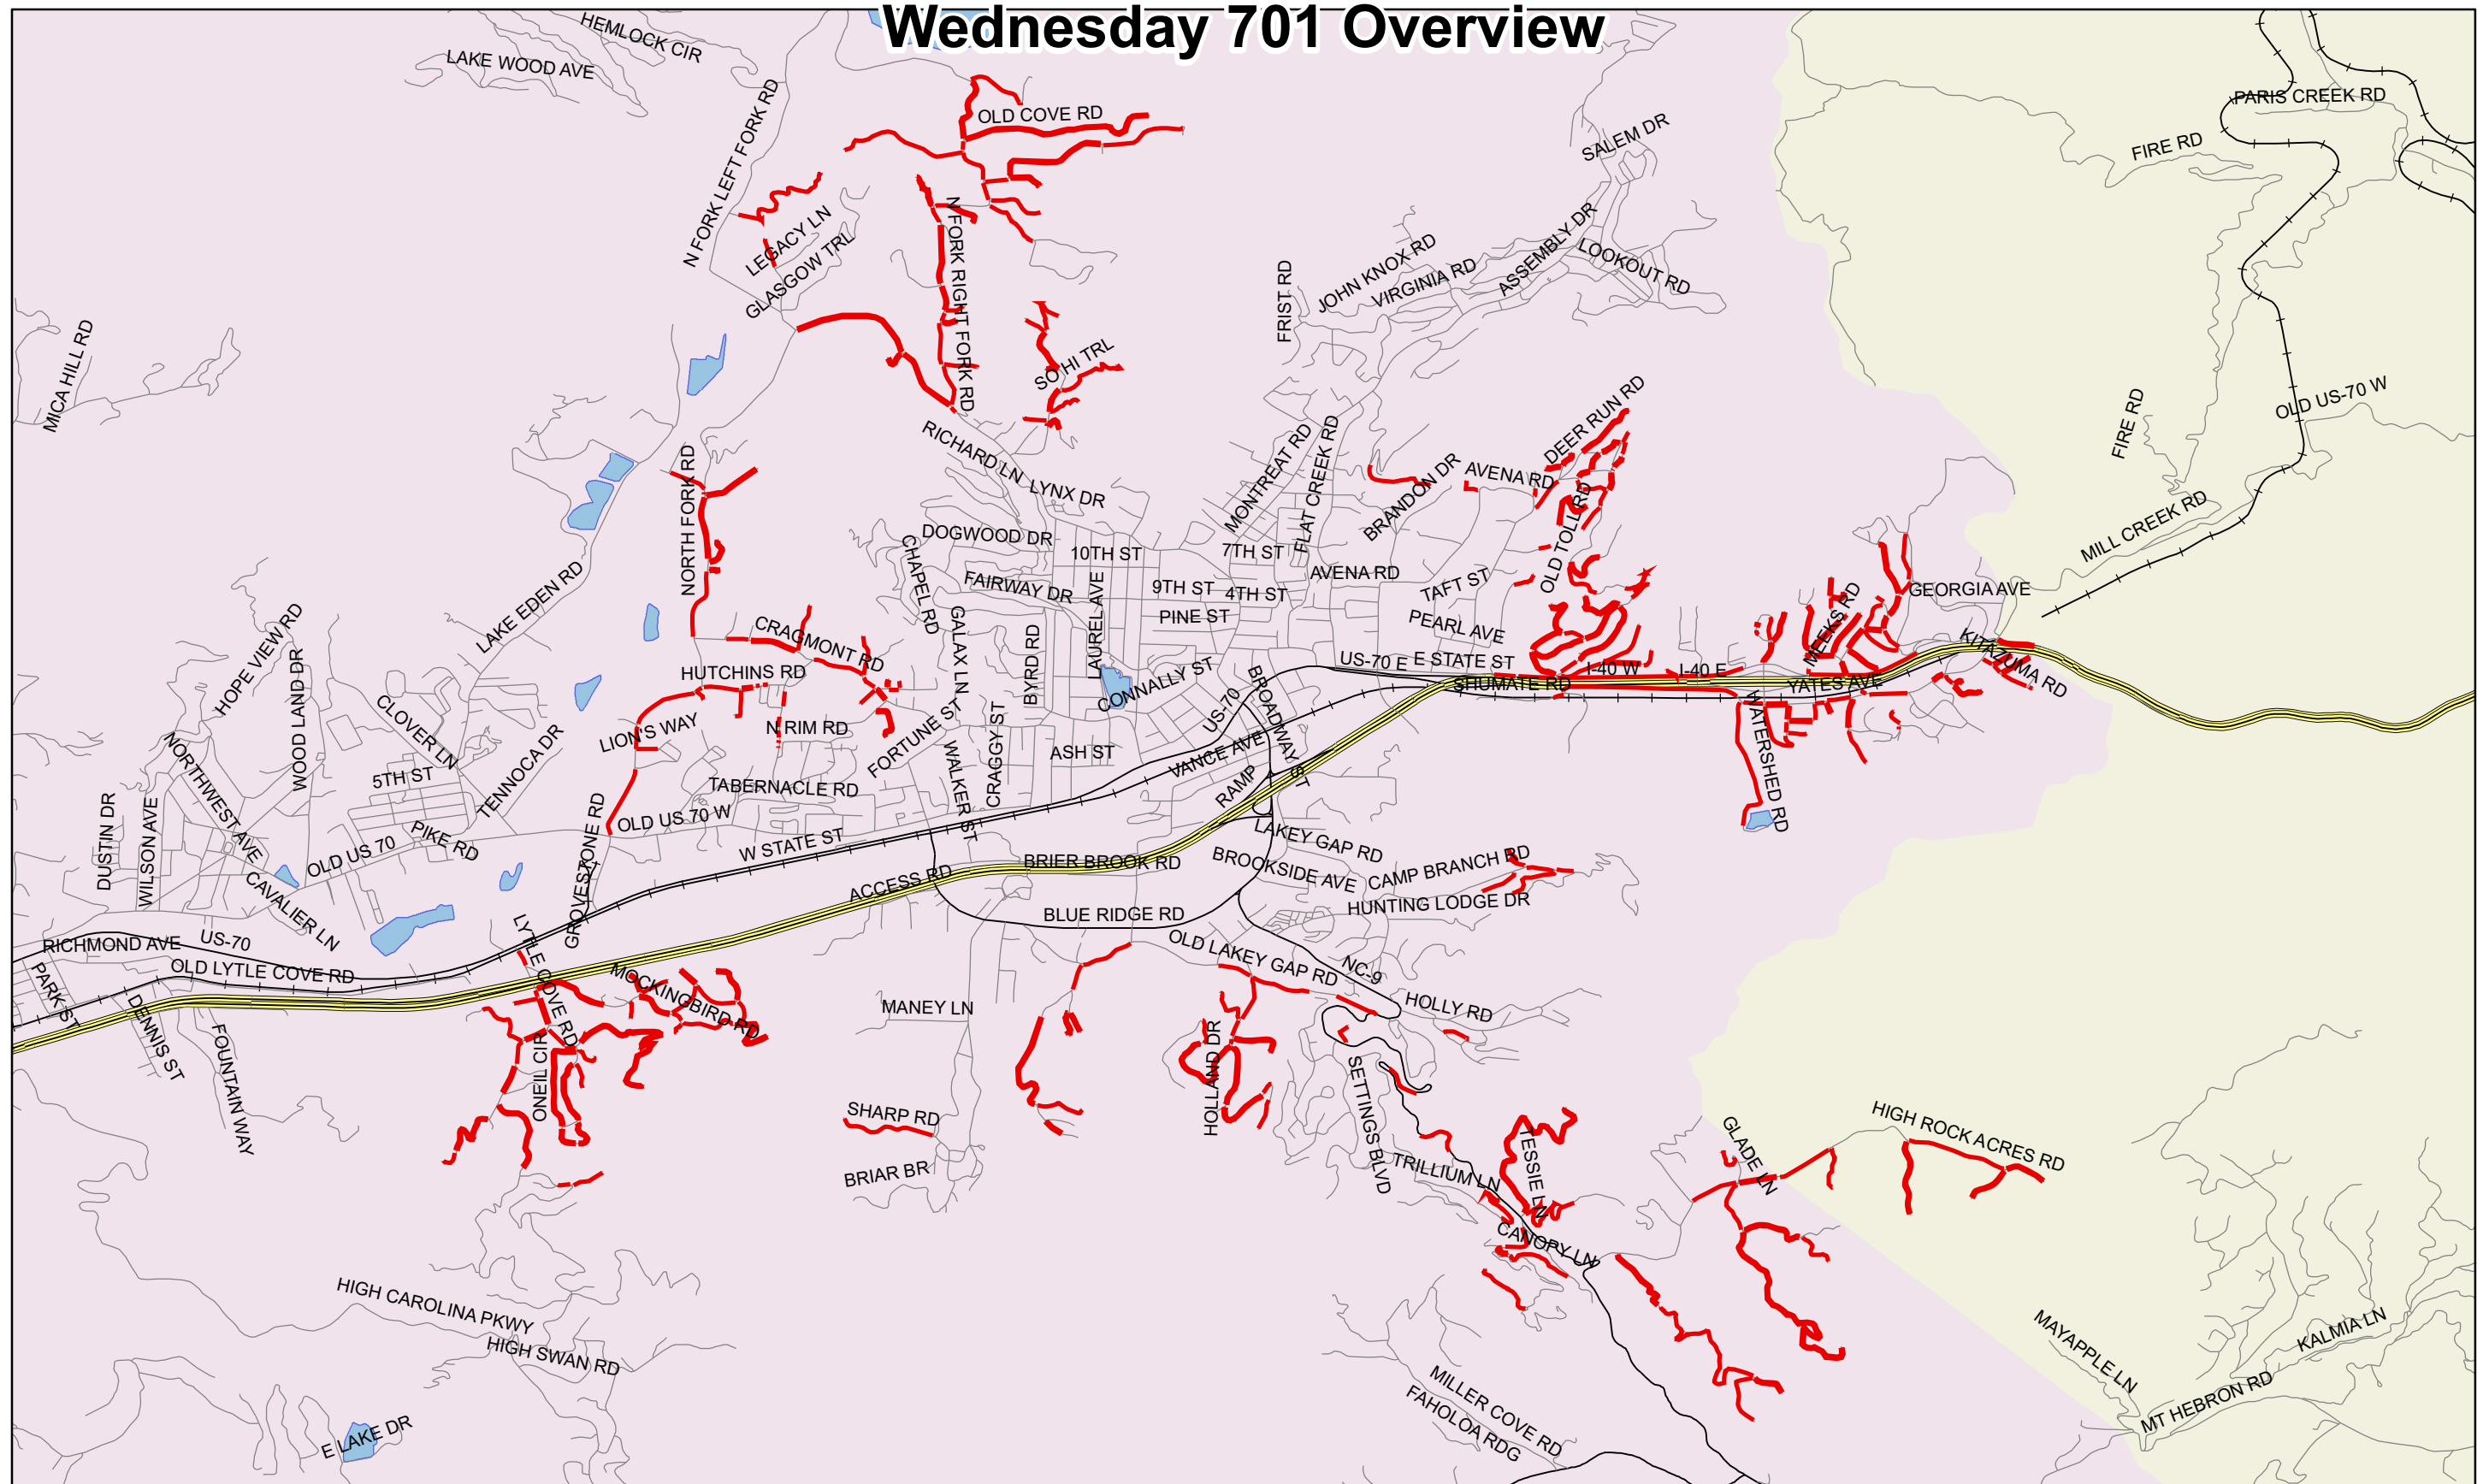 Wednesday 701 Overview
HEMLOCK CIR
LAKE WOOD AVE
PARIS CREEK RD
OLD COVE RD
N FORK LEFT FORK RD
SALEM DR
FIRE RD
LEGACY LN
GLASGOW TRL
N FORK RIGHT FORK RD
ASSEMBLY DR
LOOKOUT RD
JOHN KNOX RD
VIRGINIA RD
FRIST RD
MICA HILL RD
SO HI TRL
OLD US-70 W
FIRE RD
DEER RUN RD
RICHARD LN
LYNX DR
MONTREAT RD
FLAT CREEK RD
BRANDON DR
AVENA RD
OLD TOLL RD
NORTH FORK RD
MILL CREEK RD
DOGWOOD DR
10TH ST
7TH ST
CHAPEL RD
FAIRWAY DR
LAUREL AVE
9TH ST
4TH ST
AVENA RD
TAFT ST
GEORGIA AVE
LAKE EDEN RD
PINE ST
PEARL AVE
MEEKS RD
KITAZUMA RD
HOPE VIEW RD
WOOD LAND DR
CRAGMONT RD
GALAX LN
BYRD RD
HUTCHINS RD
CONNALLY ST
BROADWAY ST
US-70 E
E STATE ST
I-40 W
I-40 E
SHUMATE RD
YATES AVE
CLOVER LN
LION'S WAY
N RIM RD
FORTUNE ST
CRAGGY ST
US-70
WATERSHED RD
NORTHWEST AVE
TENNOCA DR
WALKER ST
ASH ST
VANCE AVE
5TH ST
TABERNACLE RD
RAMP
DUSTIN DR
WILSON AVE
OLD US 70
PIKE RD
GROVESTONE RD
OLD US 70 W
W STATE ST
LAKEY GAP RD
BRIER BROOK RD
BROOKSIDE AVE
CAMP BRANCH RD
CAVALIER LN
ACCESS RD
HUNTING LODGE DR
BLUE RIDGE RD
RICHMOND AVE
US-70
LYTLE COVE RD
OLD LAKEY GAP RD
NC-9
PARK ST
OLD LYTLE COVE RD
MOCKINGBIRD RD
HOLLY RD
DENNIS ST
FOUNTAIN WAY
MANEY LN
ONEIL CIR
HOLLAND DR
SETTINGS BLVD
SHARP RD
BRIAR BR
TRILLIUM LN
TESSIE LN
GLADE LN
HIGH ROCK ACRES RD
CANOPY LN
HIGH CAROLINA PKWY
HIGH SWAN RD
MAYAPPLE LN
KALMIA LN
MILLER COVE RD
FAHOLOA RDG
MT HEBRON RD
E LAKE DR